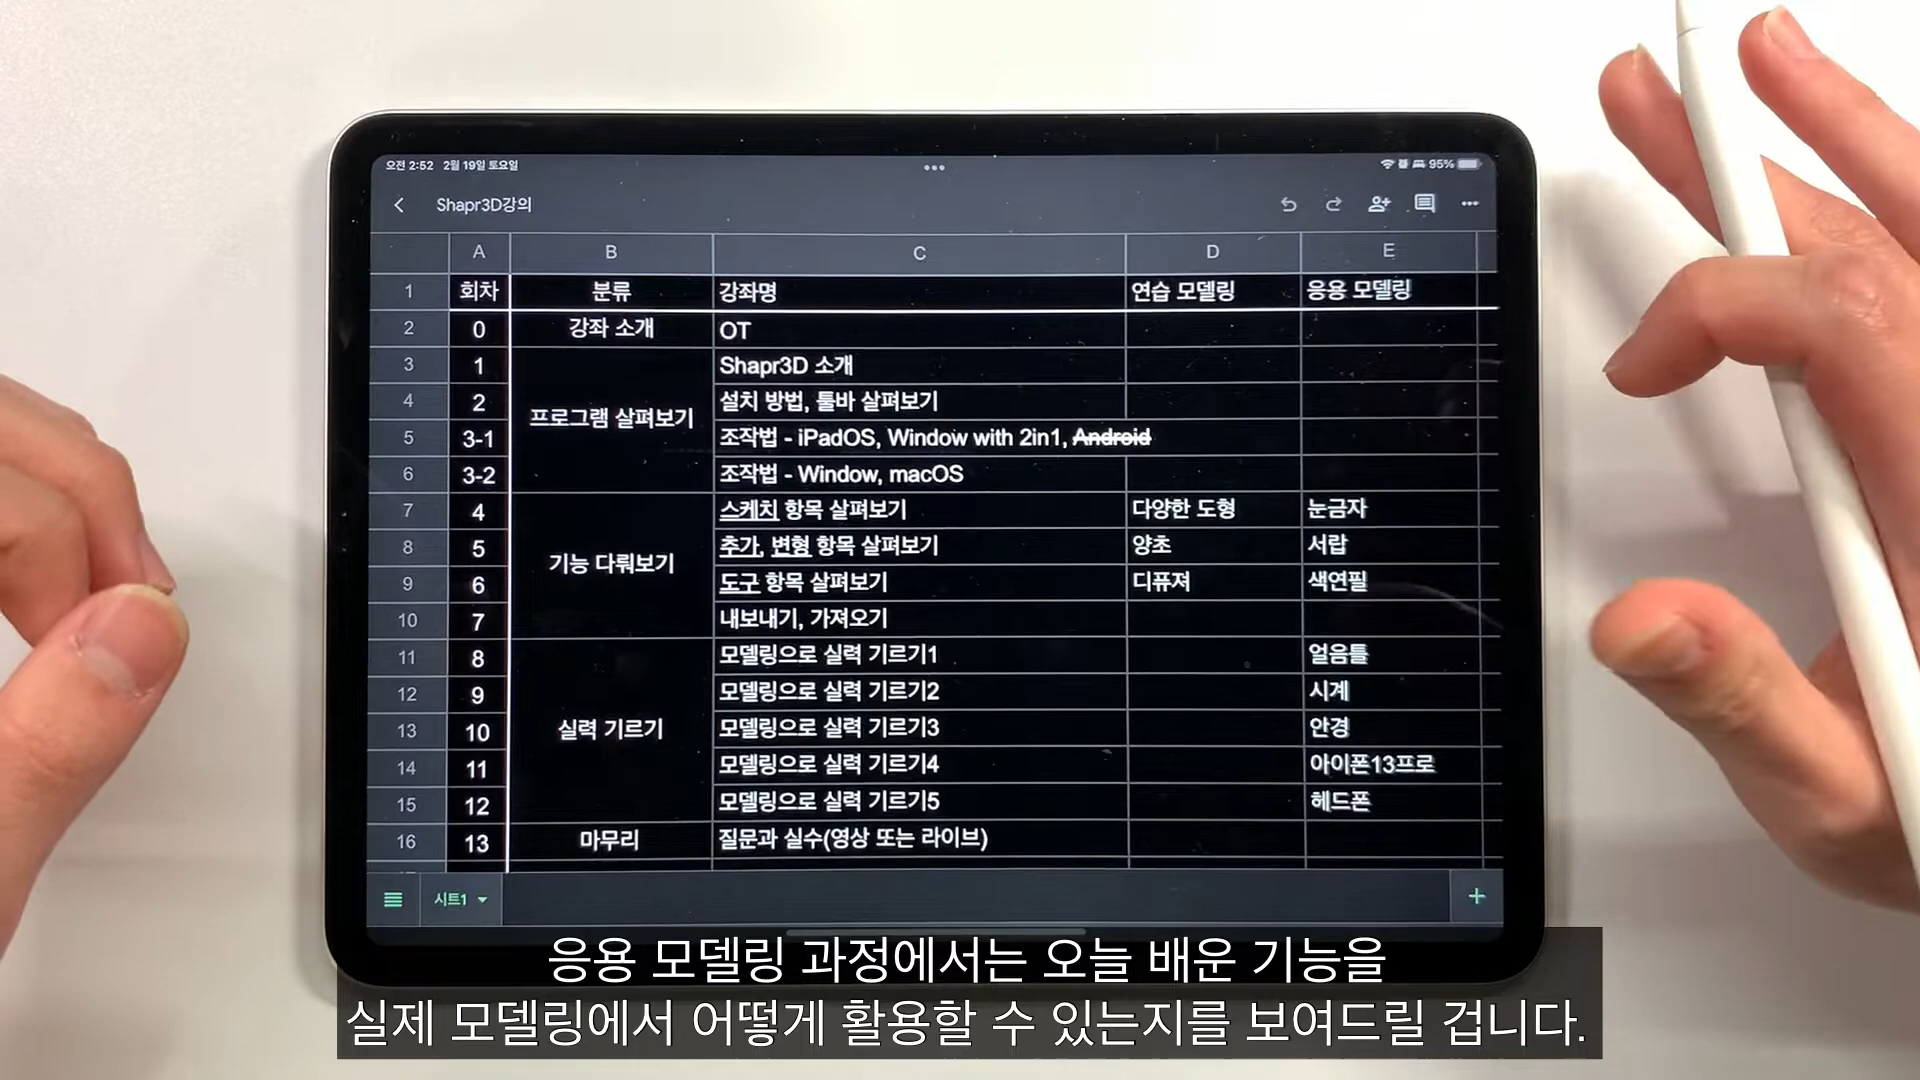 오전 2:52 2월 19일 토요일
95%
Shapr3D강의
A B C D E
1 회차 분류 강좌명 연습 모델링 응용 모델링
2 0 강좌 소개 OT
3 1 Shapr3D 소개
4 2 설치 방법, 툴바 살펴보기
프로그램 살펴보기
5 3-1 조작법 - iPadOS, Window with 2in1, Android
6 3-2 조작법 - Window, macOS
7 4 스케치 항목 살펴보기 다양한 도형 눈금자
8 5 추가, 변형 항목 살펴보기 양초 서랍
기능 다뤄보기
9 6 도구 항목 살펴보기 디퓨져 색연필
10 7 내보내기, 가져오기
11 8 모델링으로 실력 기르기1 얼음틀
12 9 모델링으로 실력 기르기2 시계
13 10 실력 기르기 모델링으로 실력 기르기3 안경
14 11 모델링으로 실력 기르기4 아이폰13프로
15 12 모델링으로 실력 기르기5 헤드폰
16 13 마무리 질문과 실수(영상 또는 라이브)
시트1
응용 모델링 과정에서는 오늘 배운 기능을
실제 모델링에서 어떻게 활용할 수 있는지를 보여드릴 겁니다.